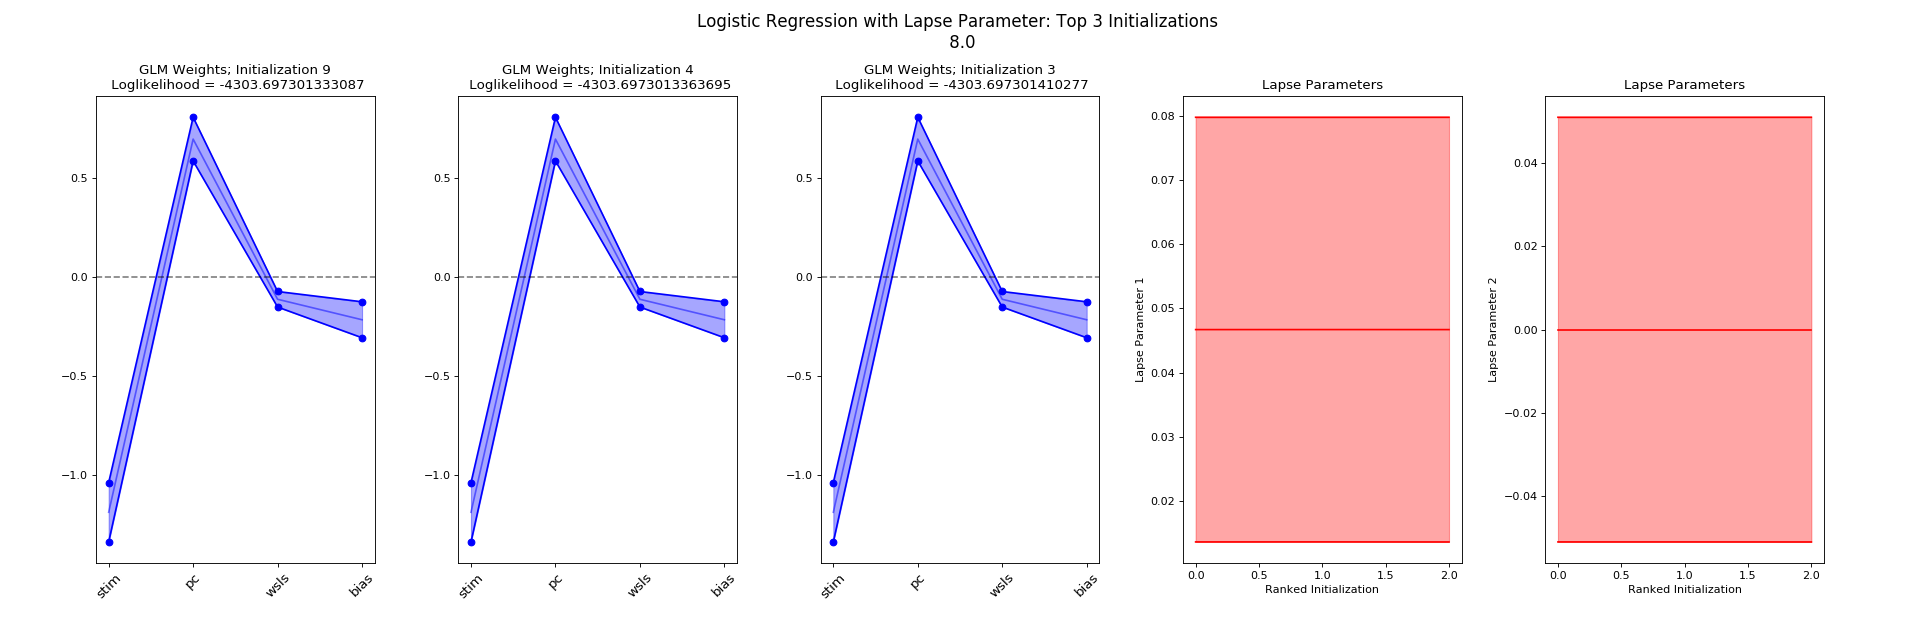 Logistic Regression with Lapse Parameter: Top 3 Initializations
8.0
GLM Weights; Initialization 9
Loglikelihood = -4303.697301333087
0.5
0.0
−0.5
−1.0
stim
pc
wsls
bias
GLM Weights; Initialization 4
Loglikelihood = -4303.6973013363695
0.5
0.0
−0.5
−1.0
stim
pc
wsls
bias
GLM Weights; Initialization 3
Loglikelihood = -4303.697301410277
0.5
0.0
−0.5
−1.0
stim
pc
wsls
bias
Lapse Parameters
Lapse Parameter 1
0.08
0.07
0.06
0.05
0.04
0.03
0.02
0.0 0.5 1.0 1.5 2.0
Ranked Initialization
Lapse Parameters
Lapse Parameter 2
0.04
0.02
0.00
−0.02
−0.04
0.0 0.5 1.0 1.5 2.0
Ranked Initialization